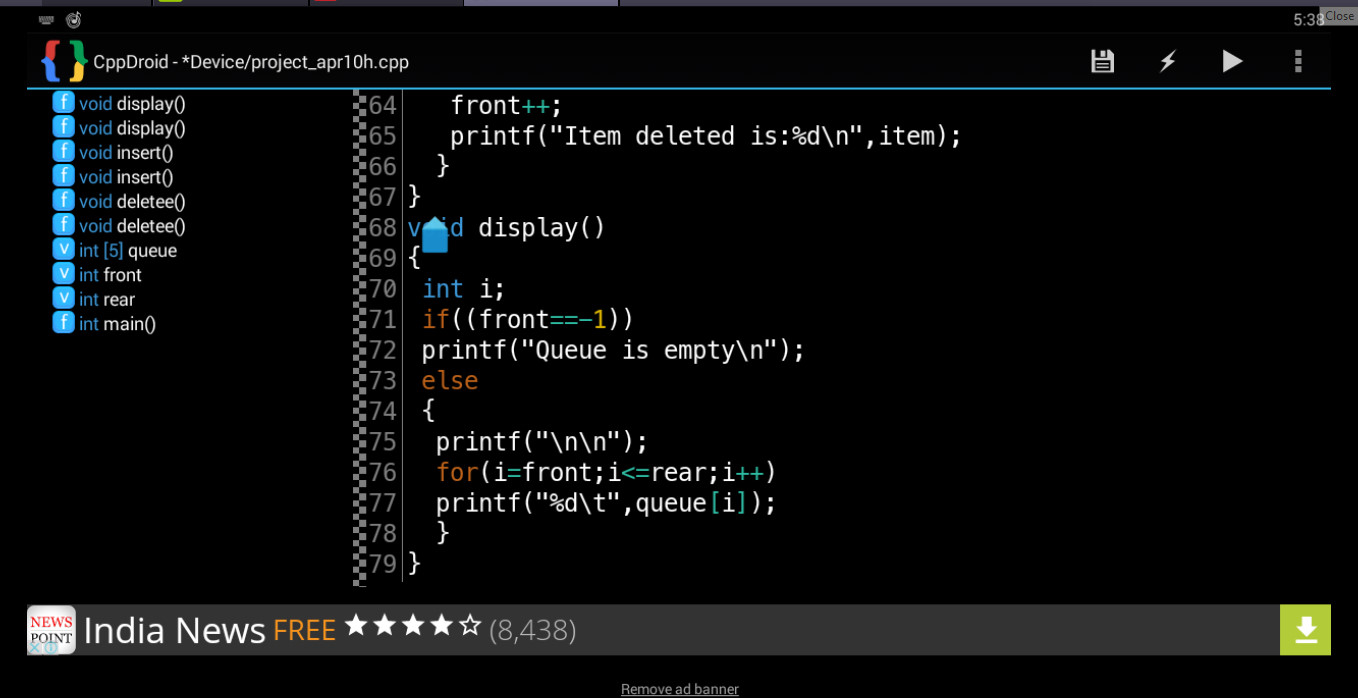 5:38
Close
CppDroid - *Device/project_apr10h.cpp
f void display()
f void display()
f void insert()
f void insert()
f void deletee()
f void deletee()
v int [5] queue
v int front
v int rear
f int main()
64 front++;
65 printf("Item deleted is:%d\n",item);
66 }
67 }
68 void display()
69 {
70 int i;
71 if((front==-1))
72 printf("Queue is empty\n");
73 else
74 {
75 printf("\n\n");
76 for(i=front;i<=rear;i++)
77 printf("%d\t",queue[i]);
78 }
79 }
NEWS
POINT
India News FREE (8,438)
Remove ad banner